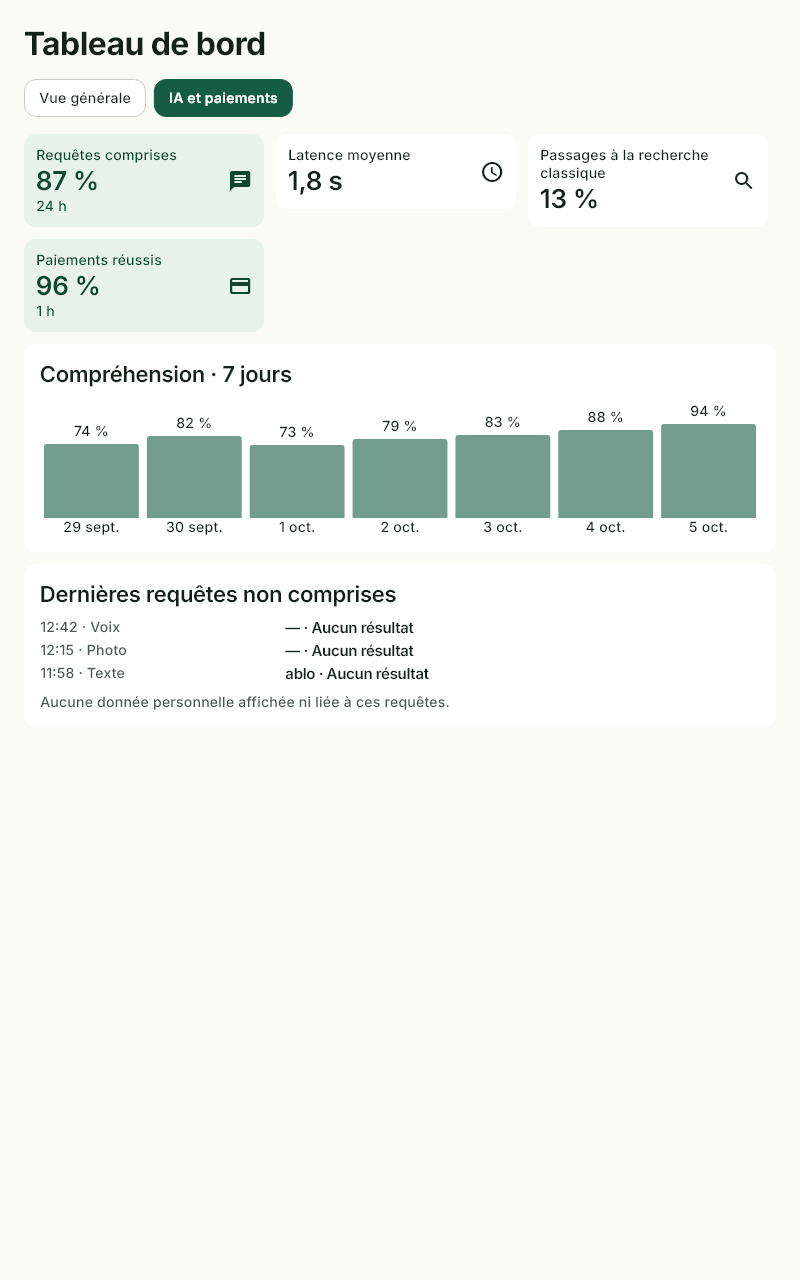 Tableau de bord
Vue générale
IA et paiements
Requêtes comprises
87 %
24 h
Latence moyenne
1,8 s
Passages à la recherche
classique
13 %
Paiements réussis
96 %
1 h
Compréhension · 7 jours
74 %
82 %
73 %
79 %
83 %
88 %
94 %
29 sept.
30 sept.
1 oct.
2 oct.
3 oct.
4 oct.
5 oct.
Dernières requêtes non comprises
12:42 · Voix
— · Aucun résultat
12:15 · Photo
— · Aucun résultat
11:58 · Texte
ablo · Aucun résultat
Aucune donnée personnelle affichée ni liée à ces requêtes.